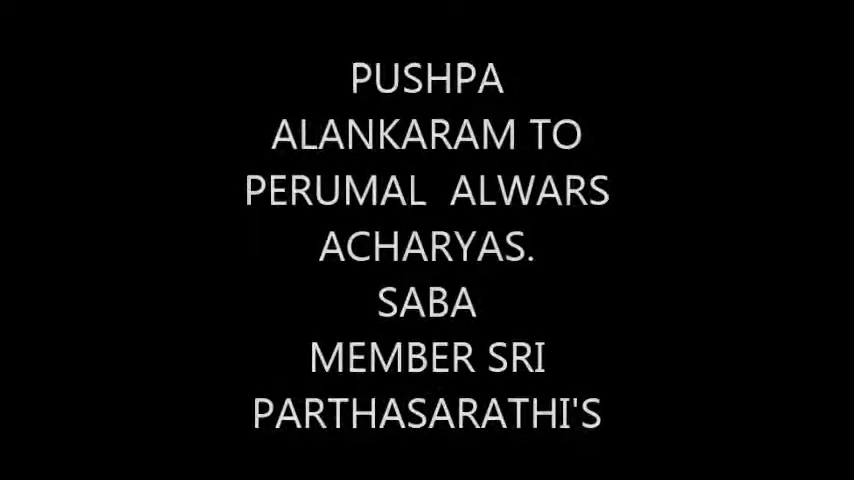 PUSHPA
ALANKARAM TO
PERUMAL  ALWARS
ACHARYAS.
SABA
MEMBER SRI
PARTHASARATHI'S